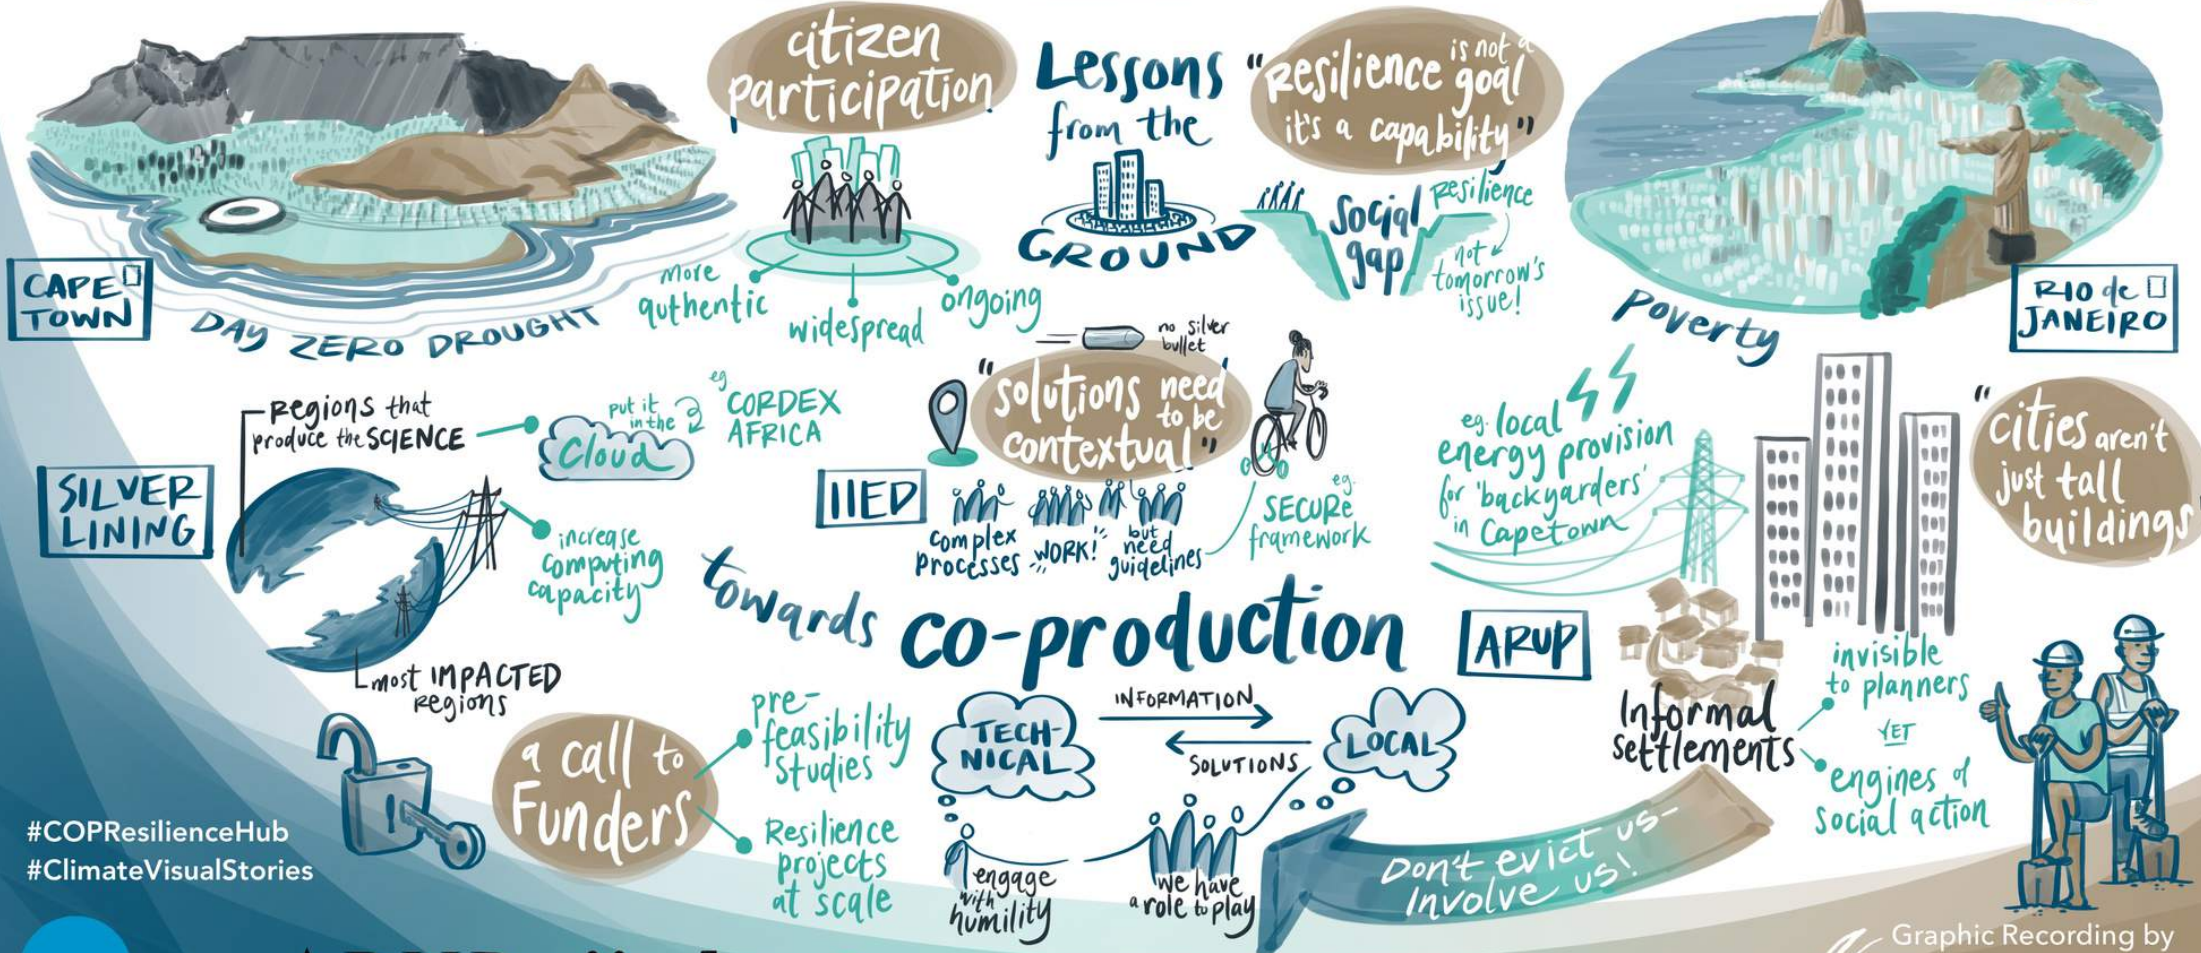 citizen
participation
more
authentic
widespread
ongoing
Lessons
from the
GROUND
"Resilience is not a
goal
it's a capability"
social
gap
Resilience
not
tomorrow's
issue!
CAPE
TOWN
DAY ZERO DROUGHT
Poverty
RIO de
JANEIRO
Regions that
produce the SCIENCE
put it
in the
Cloud
eg
CORDEX
AFRICA
SILVER
LINING
increase
computing
capacity
most IMPACTED
regions
no silver
bullet
"solutions need
to be
contextual"
IIED
complex
processes
WORK!
but
need
guidelines
eg.
SECURE
framework
eg. local
energy provision
for 'backyarders'
in Capetown
"cities aren't
just tall
buildings
towards
co-production
ARUP
Informal
settlements
invisible
to planners
YET
engines of
social action
a call to
Funders
pre-
feasibility
studies
Resilience
projects
at scale
TECH-
NICAL
INFORMATION
SOLUTIONS
LOCAL
engage
with
humility
we have
a role to play
Don't evict us-
Involve us!
#COPResilienceHub
#ClimateVisualStories
Graphic Recording by